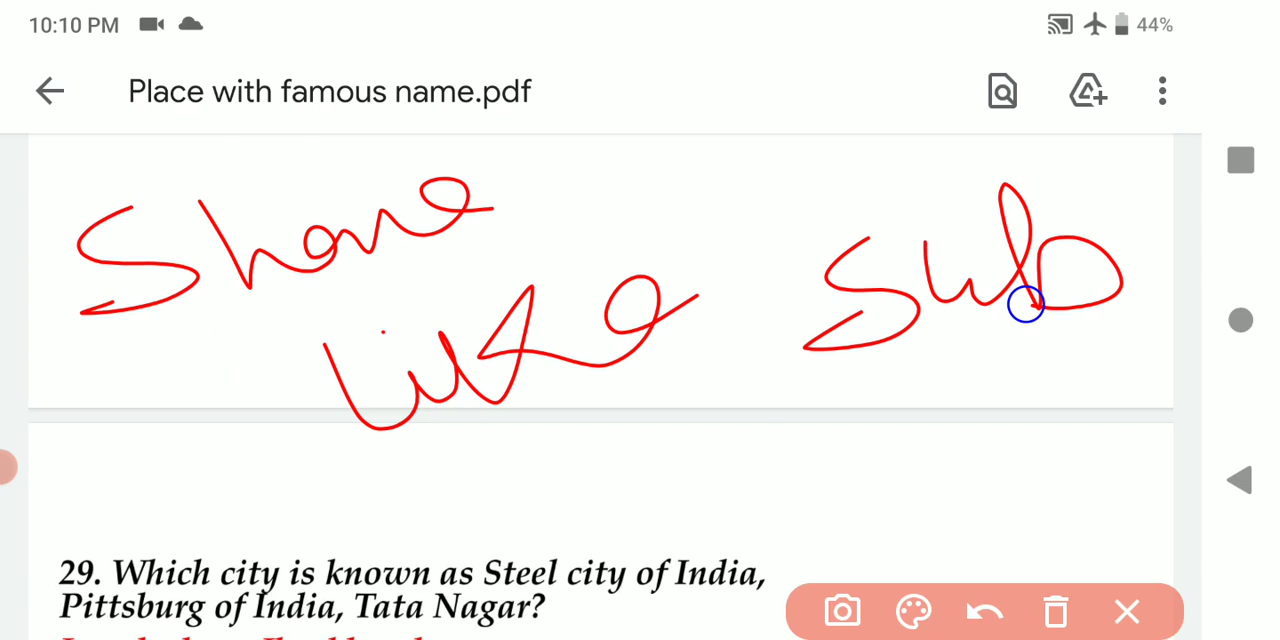 10:10 PM 44%
Place with famous name.pdf
Share
Like
Sub
29. Which city is known as Steel city of India,
Pittsburg of India, Tata Nagar?